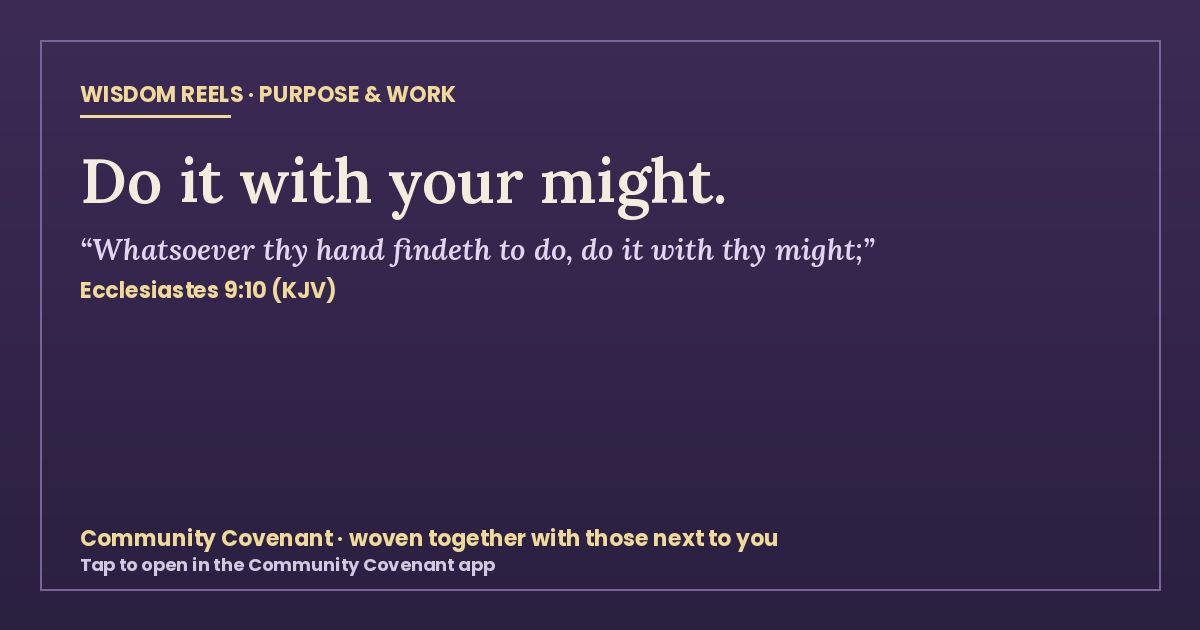 WISDOM REELS · PURPOSE & WORK
Do it with your might.
“Whatsoever thy hand findeth to do, do it with thy might;”
Ecclesiastes 9:10 (KJV)
Community Covenant · woven together with those next to you
Tap to open in the Community Covenant app